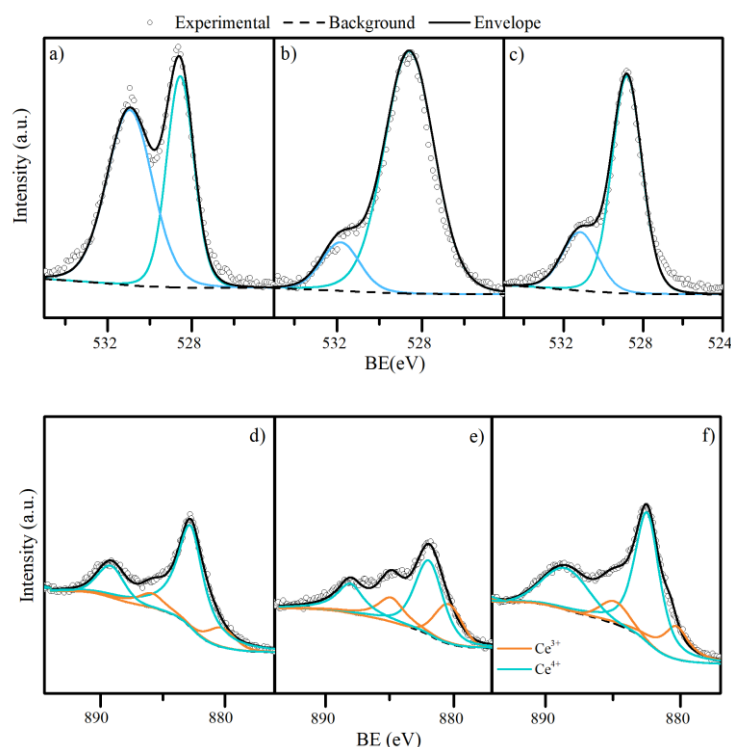 Experimental Background Envelope
a) b) c)
Intensity (a.u.)
532 528 532 528 532 528 524
BE(eV)
d) e) f)
Intensity (a.u.)
Ce³⁺
Ce⁴⁺
890 880 890 880 890 880
BE (eV)